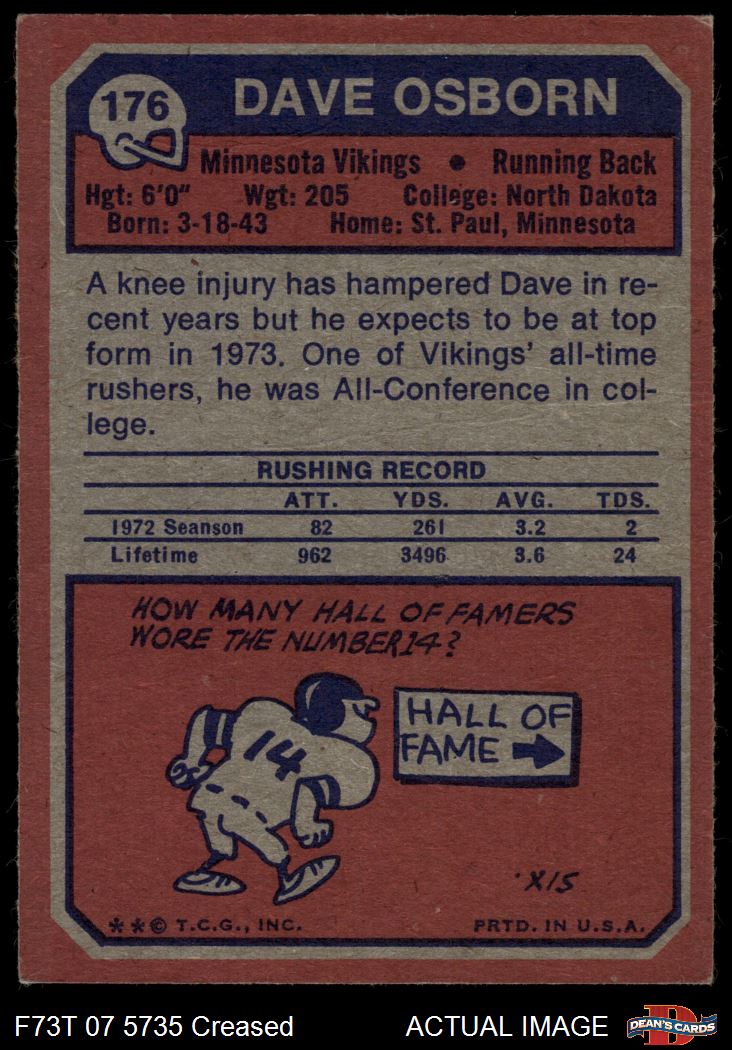 176
DAVE OSBORN
Minnesota Vikings • Running Back
Hgt: 6'0" Wgt: 205 College: North Dakota
Born: 3-18-43 Home: St. Paul, Minnesota
A knee injury has hampered Dave in re-
cent years but he expects to be at top
form in 1973. One of Vikings' all-time
rushers, he was All-Conference in col-
lege.
RUSHING RECORD
ATT. YDS. AVG. TDS.
1972 Seanson 82 261 3.2 2
Lifetime 962 3496 3.6 24
HOW MANY HALL OF FAMERS
WORE THE NUMBER 14?
HALL OF
FAME
14
X15
** © T.C.G., INC. PRTD. IN U.S.A.
F73T 07 5735 Creased ACTUAL IMAGE
D
DEAN'S CARDS